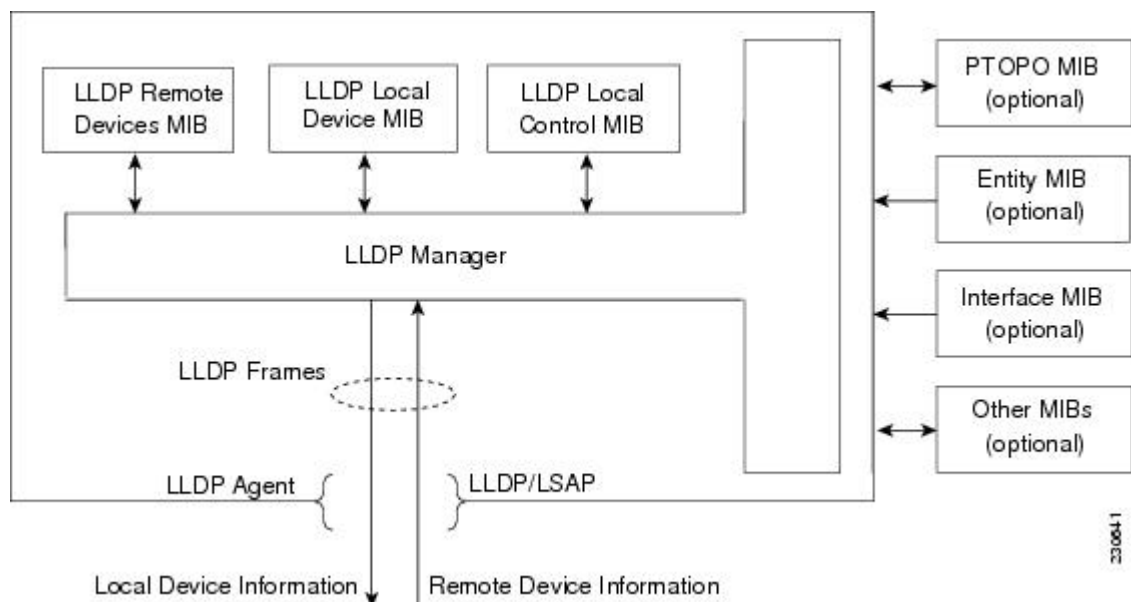 LLDP Remote
Devices MIB
LLDP Local
Device MIB
LLDP Local
Control MIB
PTOPO MIB
(optional)
Entity MIB
(optional)
LLDP Manager
Interface MIB
(optional)
LLDP Frames
Other MIBs
(optional)
LLDP Agent
LLDP/LSAP
230641
Local Device Information
Remote Device Information